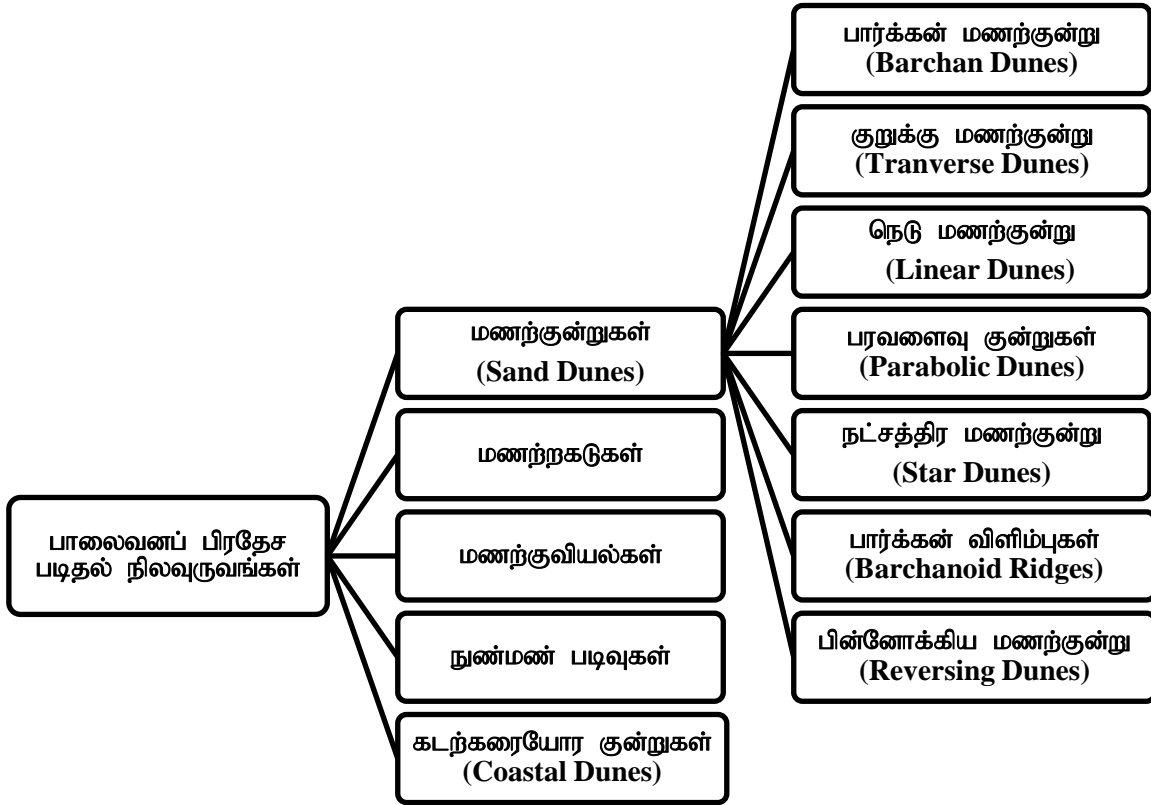 பாலைவனப் பிரதேச
படிதல் நிலவுருவங்கள்
மணற்குன்றுகள்
(Sand Dunes)
மணற்றகடுகள்
மணற்குவியல்கள்
நுண்மண் படிவுகள்
கடற்கரையோர குன்றுகள்
(Coastal Dunes)
பார்க்கன் மணற்குன்று
(Barchan Dunes)
குறுக்கு மணற்குன்று
(Tranverse Dunes)
நெடு மணற்குன்று
(Linear Dunes)
பரவளைவு குன்றுகள்
(Parabolic Dunes)
நட்சத்திர மணற்குன்று
(Star Dunes)
பார்க்கன் விளிம்புகள்
(Barchanoid Ridges)
பின்னோக்கிய மணற்குன்று
(Reversing Dunes)